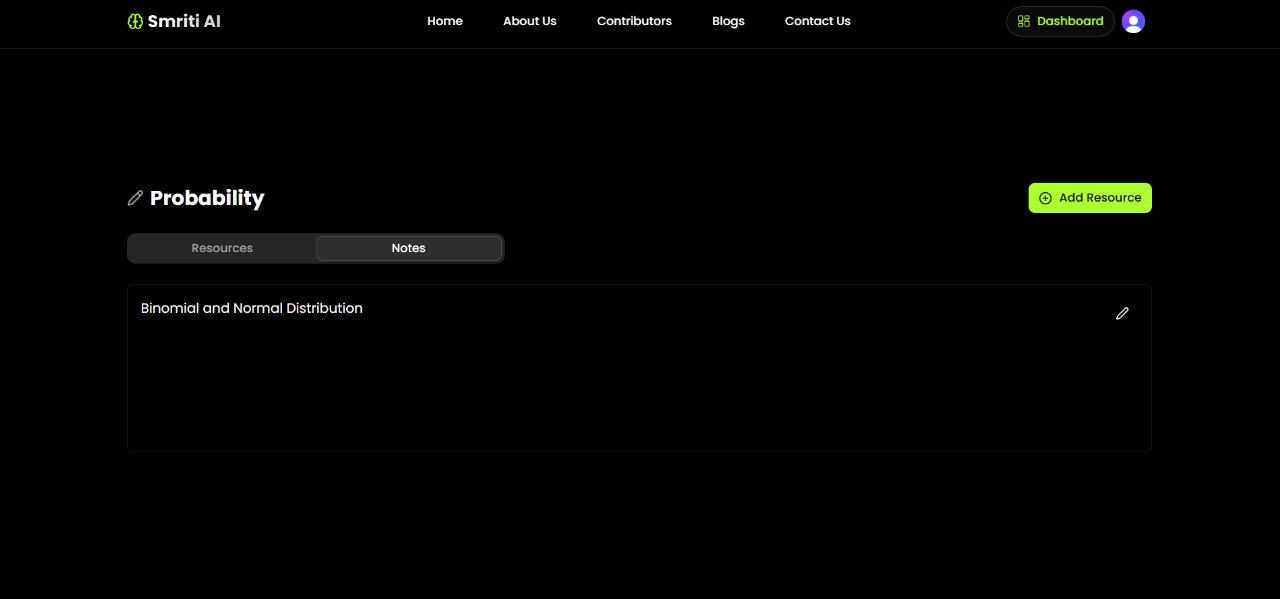 Smriti AI
Home
About Us
Contributors
Blogs
Contact Us
Dashboard
Probability
Add Resource
Resources
Notes
Binomial and Normal Distribution